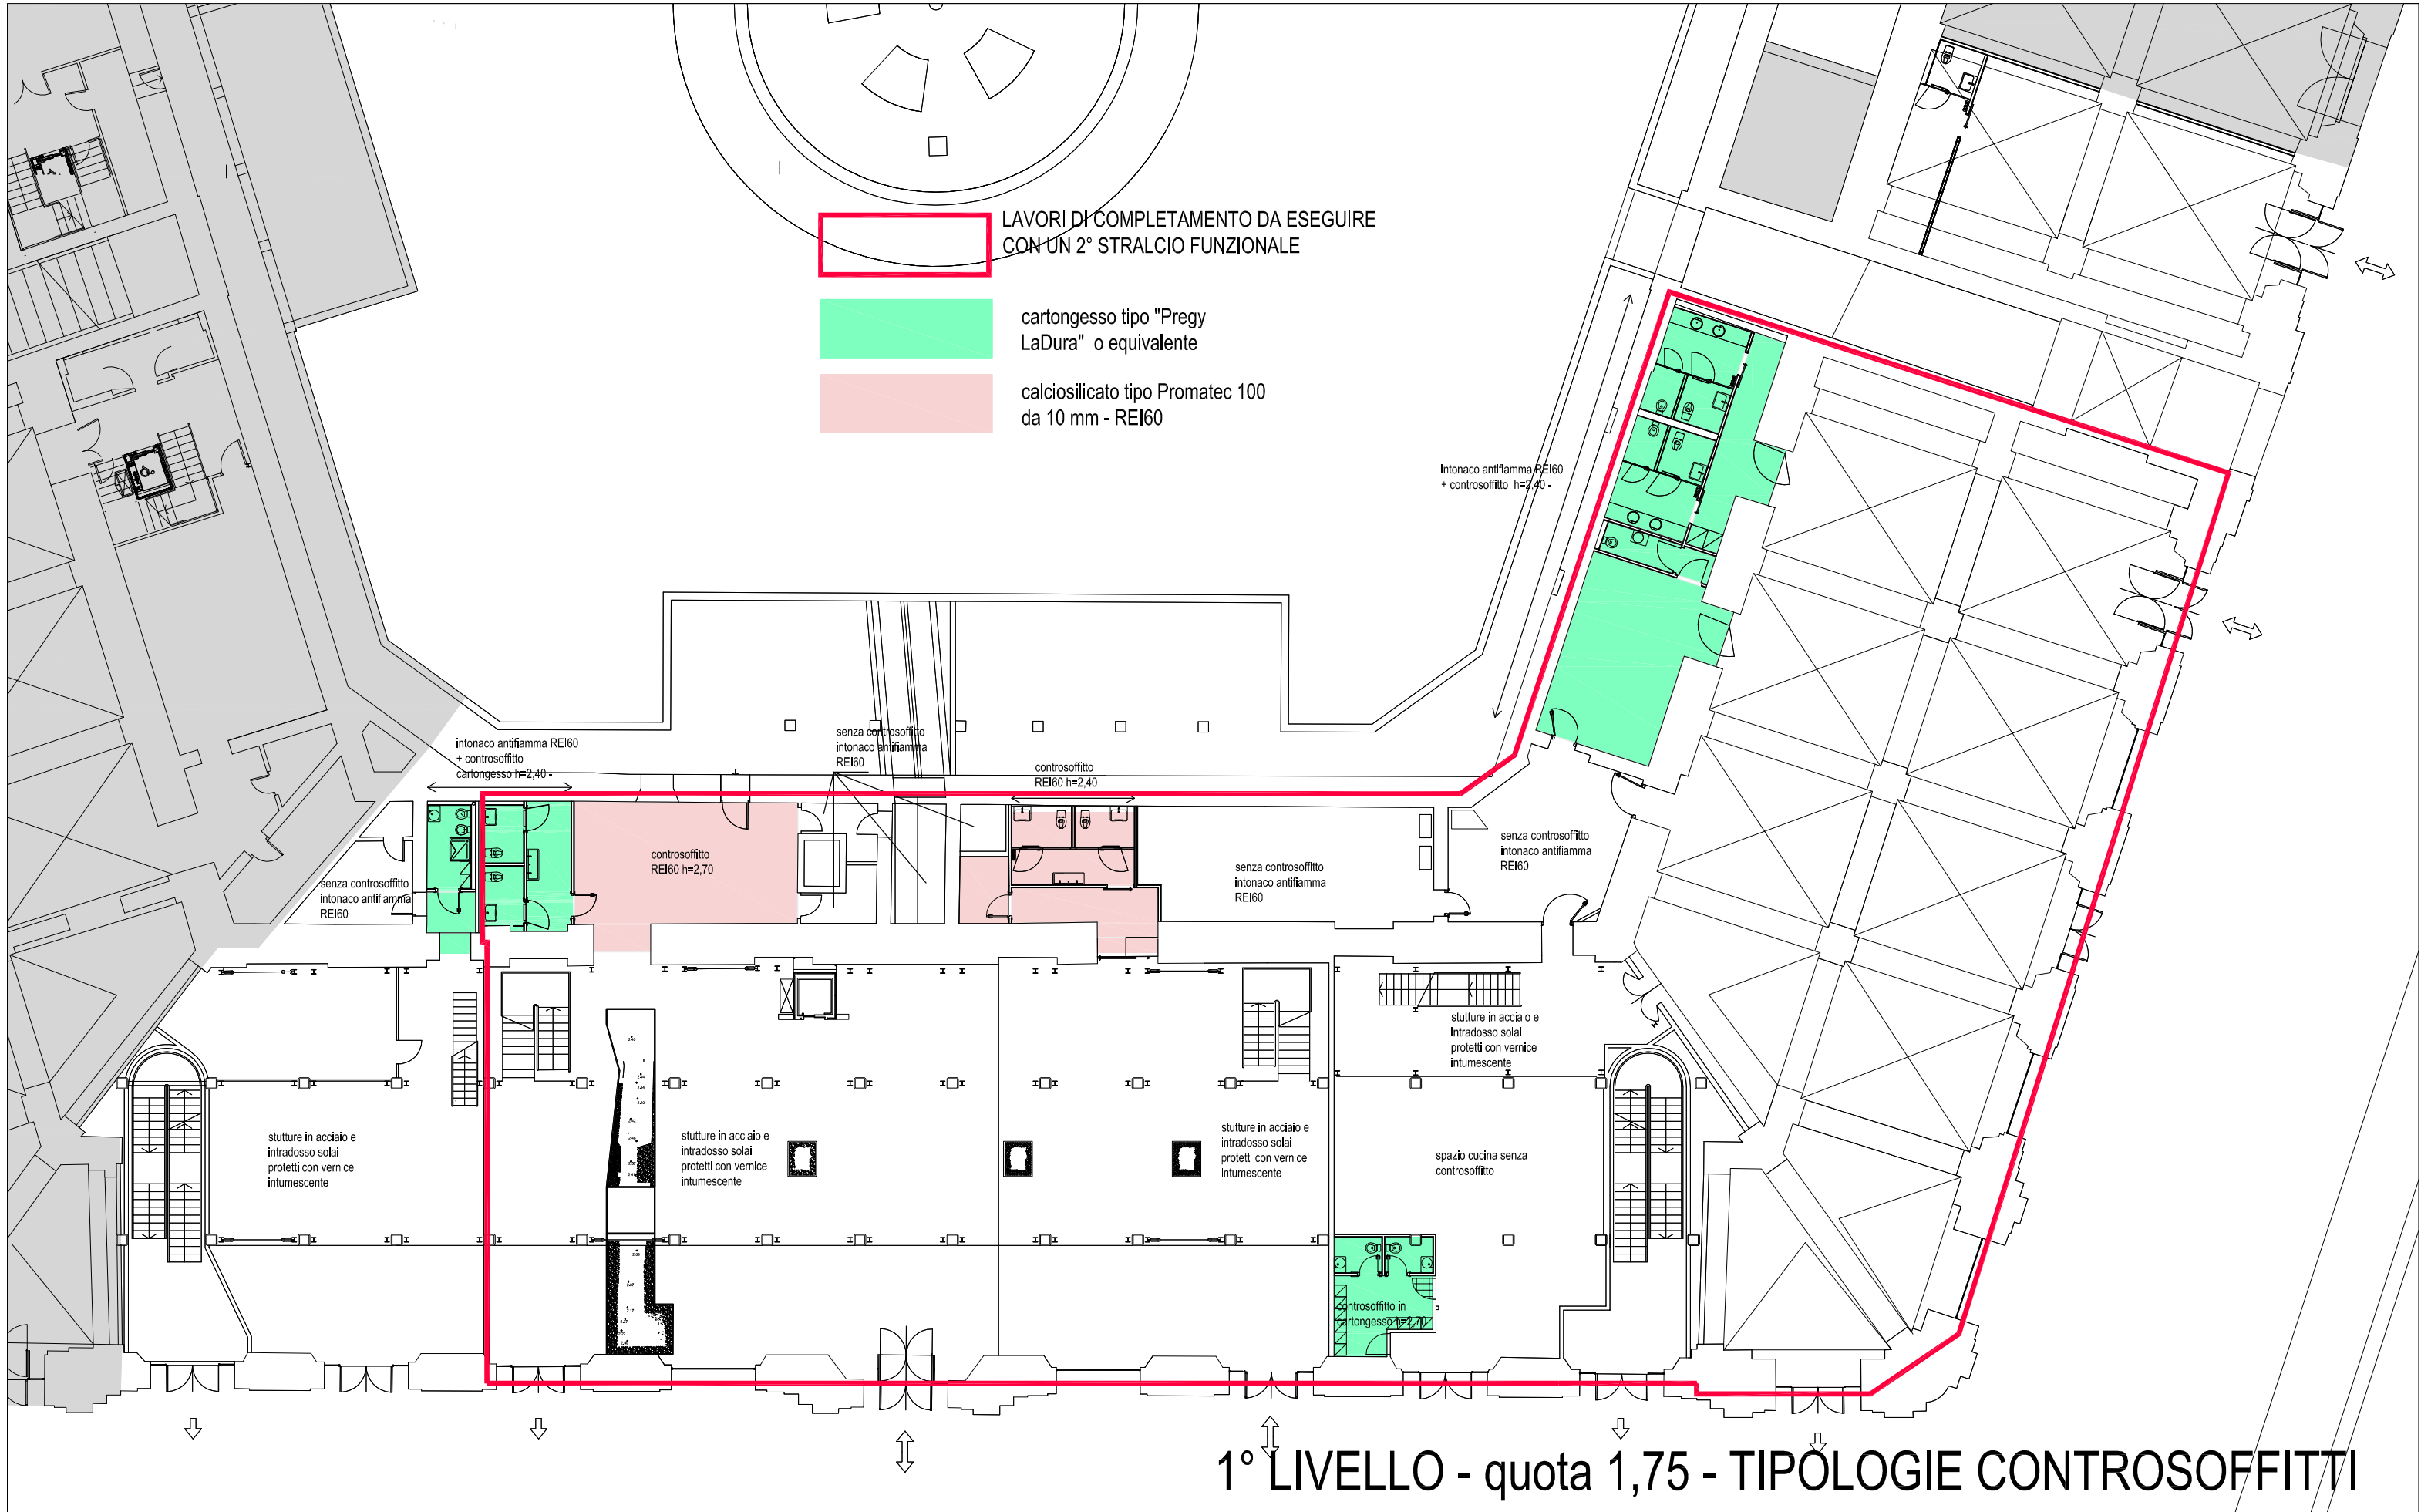 LAVORI DI COMPLETAMENTO DA ESEGUIRE
CON UN 2° STRALCIO FUNZIONALE
cartongesso tipo "Pregy
LaDura" o equivalente
calciosilicato tipo Promatec 100
da 10 mm - REI60
intonaco antifiamma REI60
+ controsoffitto h=2,40 -
intonaco antifiamma REI60
+ controsoffitto
cartongesso h=2,40 -
senza controsoffitto
intonaco antifiamma
REI60
controsoffitto
REI60 h=2,40
senza controsoffitto
intonaco antifiamma
REI60
controsoffitto
REI60 h=2,70
senza controsoffitto
intonaco antifiamma
REI60
senza controsoffitto
intonaco antifiamma
REI60
stutture in acciaio e
intradosso solai
protetti con vernice
intumescente
stutture in acciaio e
intradosso solai
protetti con vernice
intumescente
stutture in acciaio e
intradosso solai
protetti con vernice
intumescente
stutture in acciaio e
intradosso solai
protetti con vernice
intumescente
spazio cucina senza
controsoffitto
controsoffitto in
cartongesso h=2,70
1° LIVELLO - quota 1,75 - TIPOLOGIE CONTROSOFFITTI